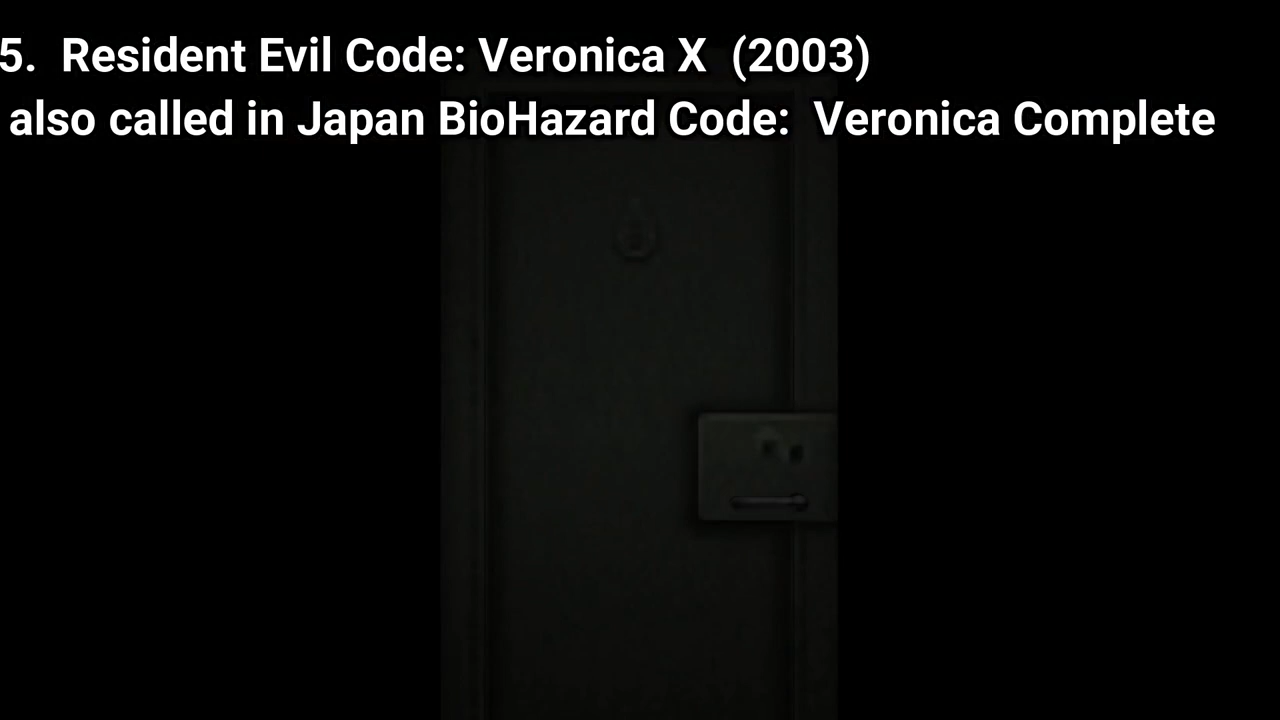 5. Resident Evil Code: Veronica X (2003)
also called in Japan BioHazard Code: Veronica Complete